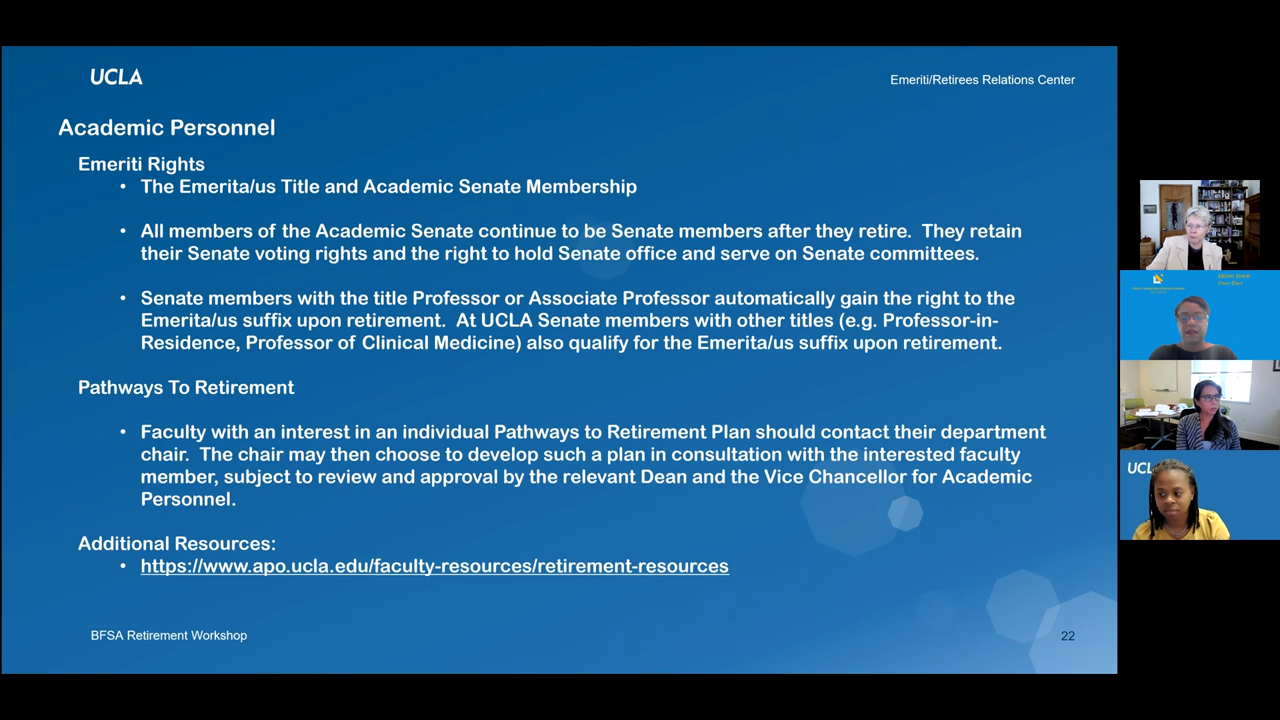 UCLA
Emeriti/Retirees Relations Center
Academic Personnel
Emeriti Rights
• The Emerita/us Title and Academic Senate Membership
• All members of the Academic Senate continue to be Senate members after they retire.  They retain
their Senate voting rights and the right to hold Senate office and serve on Senate committees.
• Senate members with the title Professor or Associate Professor automatically gain the right to the
Emerita/us suffix upon retirement.  At UCLA Senate members with other titles (e.g. Professor-in-
Residence, Professor of Clinical Medicine) also qualify for the Emerita/us suffix upon retirement.
Pathways To Retirement
• Faculty with an interest in an individual Pathways to Retirement Plan should contact their department
chair.  The chair may then choose to develop such a plan in consultation with the interested faculty
member, subject to review and approval by the relevant Dean and the Vice Chancellor for Academic
Personnel.
Additional Resources:
• https://www.apo.ucla.edu/faculty-resources/retirement-resources
BFSA Retirement Workshop
22
EBONI SHAW
Chair-Elect
UCL